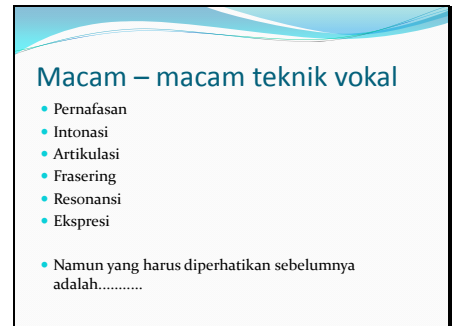 Macam – macam teknik vokal
• Pernafasan
• Intonasi
• Artikulasi
• Frasering
• Resonansi
• Ekspresi
• Namun yang harus diperhatikan sebelumnya
adalah...........